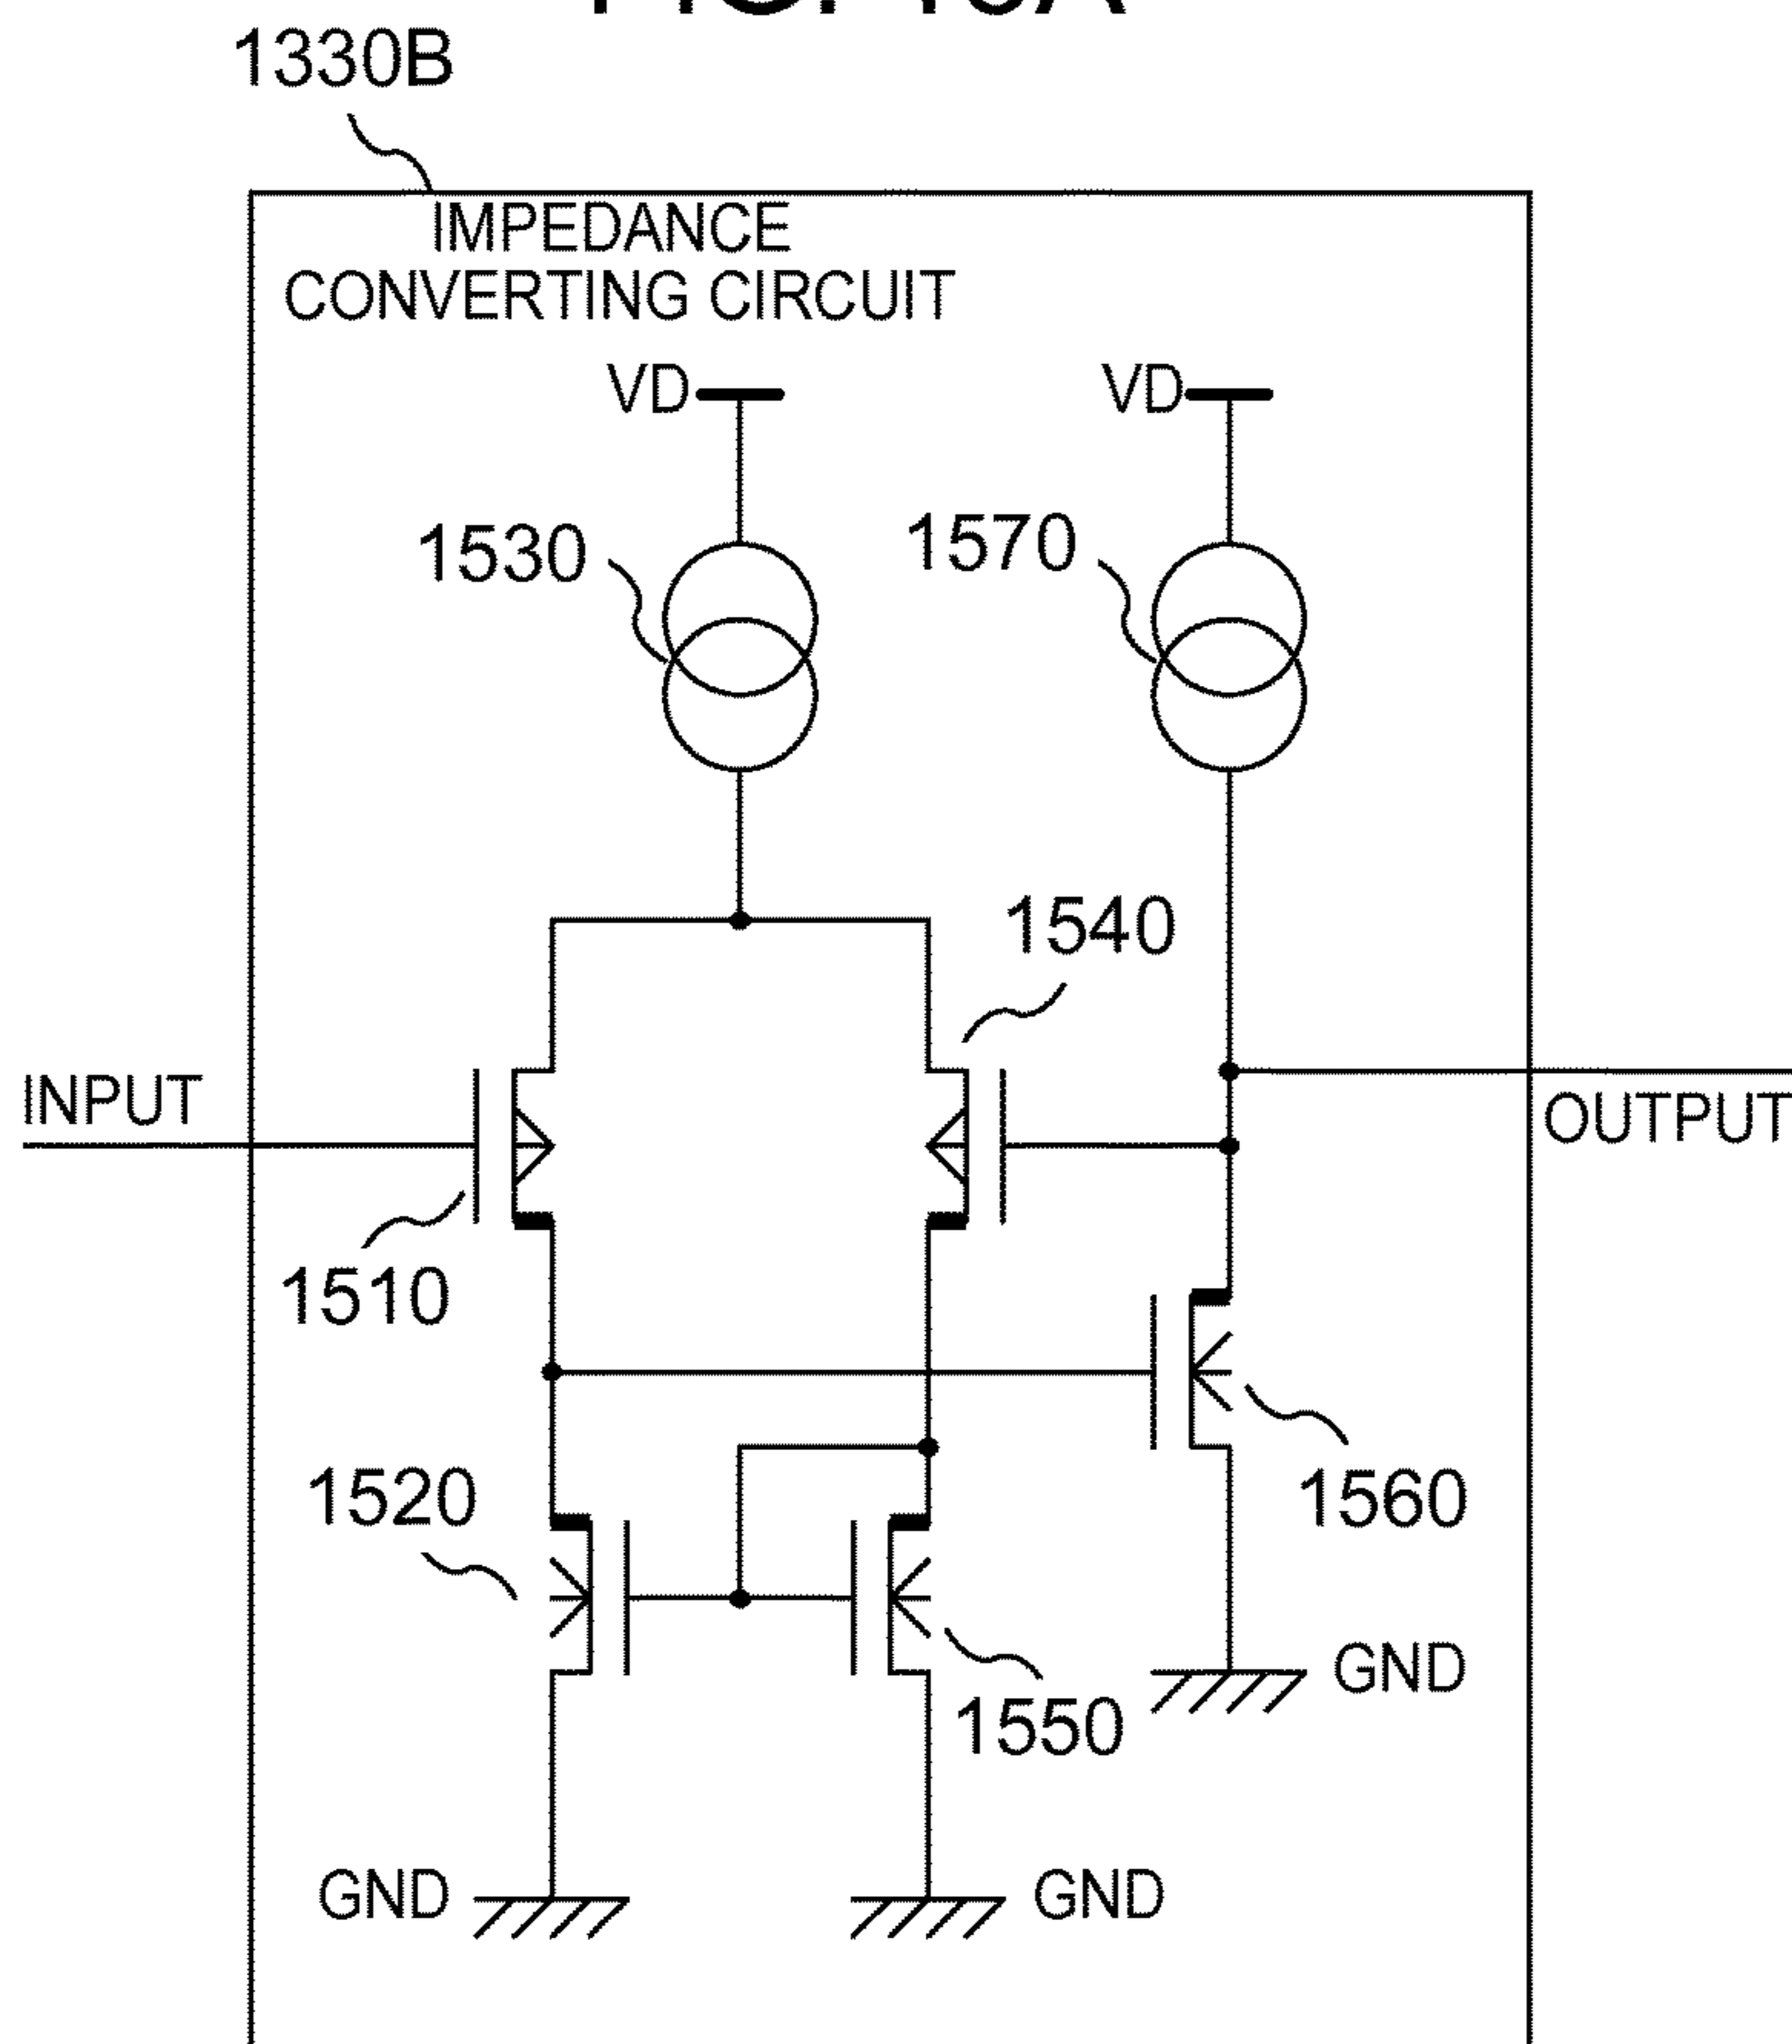 1330B
IMPEDANCE
CONVERTING CIRCUIT
VD
VD
1530
1570
1540
INPUT
OUTPUT
1510
1520
1560
GND
1550
GND
GND